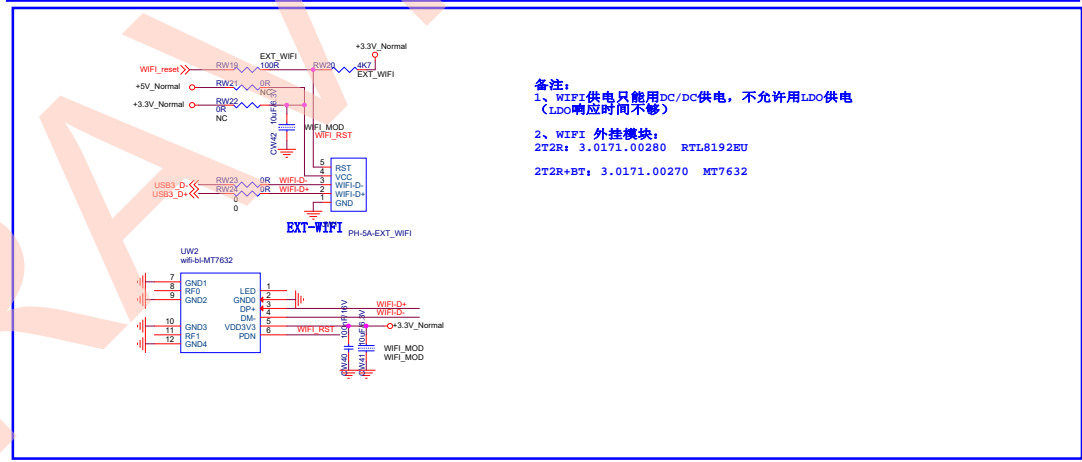 +3.3V_Normal
EXT_WIFI
WIFI_reset
RW19
100R
RW20
4K7
EXT_WIFI
+5V_Normal
RW21
0R
NC
+3.3V_Normal
RW22
0R
NC
10uF/6.3V
CW42
WIFI_MOD
WIFI_RST
5
RST
4
VCC
USB3_D-
RW23
0R
WIFI-D-
3
WIFI-D-
USB3_D+
RW24
0R
WIFI-D+
2
WIFI-D+
0
0
1
GND
EXT-WIFI
PH-5A-EXT_WIFI
备注:
1、WIFI供电只能用DC/DC供电, 不允许用LDO供电
(LDO响应时间不够)
2、WIFI 外挂模块:
2T2R: 3.0171.00280 RTL8192EU
2T2R+BT: 3.0171.00270 MT7632
UW2
wifi-bl-MT7632
7
GND1
8
RF0
LED
1
9
GND2
GND0
2
DP+
3
WIFI-D+
DM-
4
WIFI-D-
10
GND3
VDD3V3
5
+3.3V_Normal
11
RF1
PDN
6
WIFI_RST
12
GND4
100nF/16V
10uF/6.3V
CW40
CW41
WIFI_MOD
WIFI_MOD